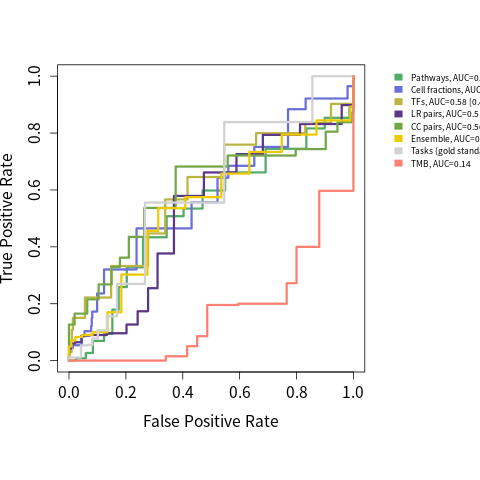 True Positive Rate
1.0
0.8
0.6
0.4
0.2
0.0
0.0 0.2 0.4 0.6 0.8 1.0
False Positive Rate
Pathways, AUC=0.
Cell fractions, AUC
TFs, AUC=0.58 [0.
LR pairs, AUC=0.5
CC pairs, AUC=0.5
Ensemble, AUC=0
Tasks (gold stand
TMB, AUC=0.14